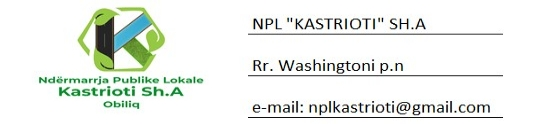 Ndërmarrja Publike Lokale
Kastrioti Sh.A
Obiliq
NPL "KASTRIOTI" SH.A
Rr. Washingtoni p.n
e-mail: nplkastrioti@gmail.com